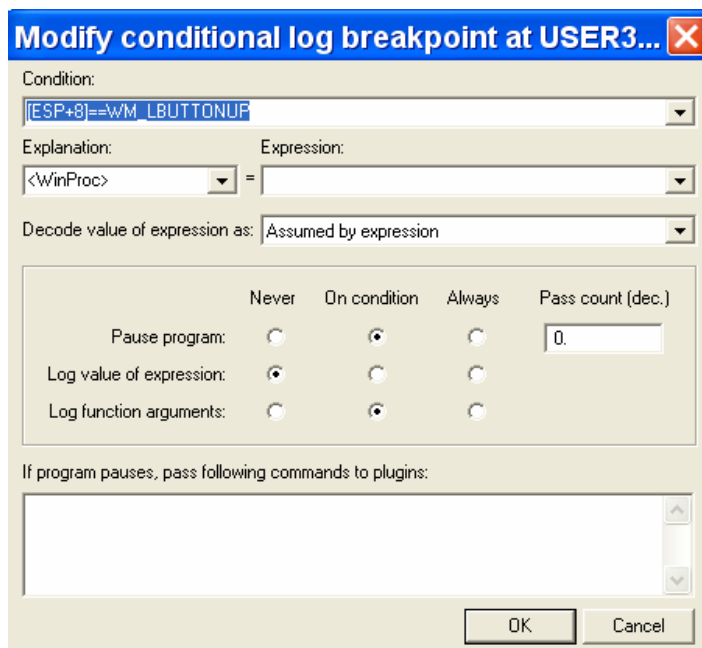 Modify conditional log breakpoint at USER3...
Condition:
[ESP+8]==WM_LBUTTONUP
Explanation: Expression:
<WinProc> =
Decode value of expression as: Assumed by expression
Never On condition Always Pass count (dec.)
Pause program: 0.
Log value of expression:
Log function arguments:
If program pauses, pass following commands to plugins:
OK Cancel